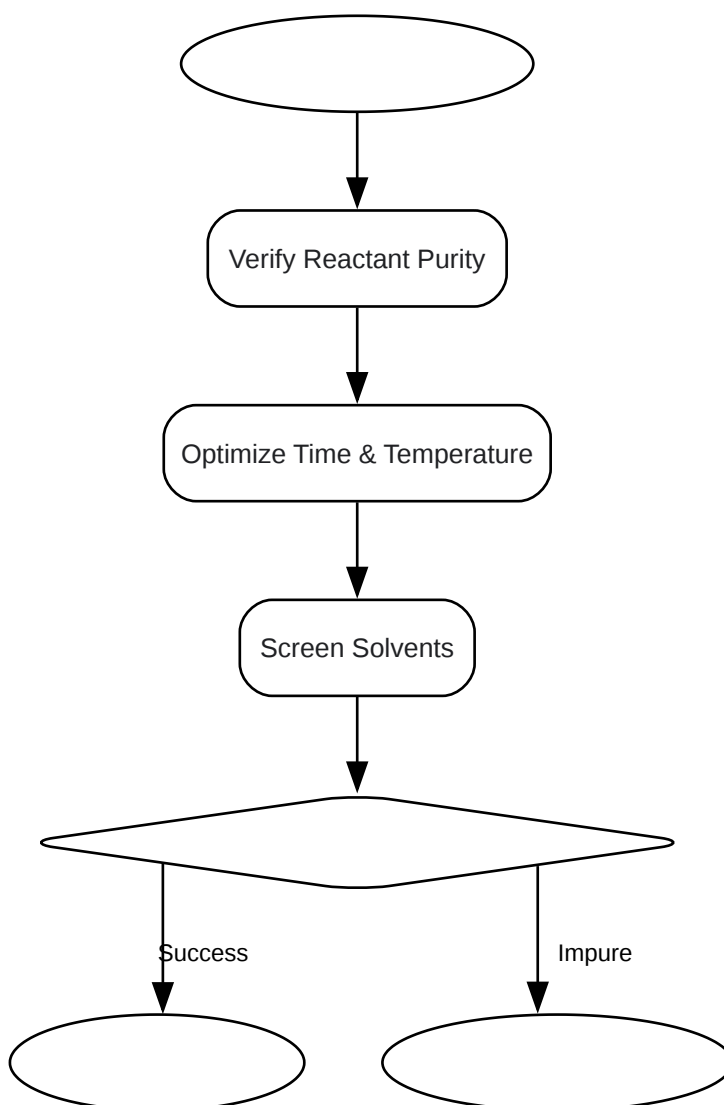 Verify Reactant Purity
Optimize Time & Temperature
Screen Solvents
Success
Impure